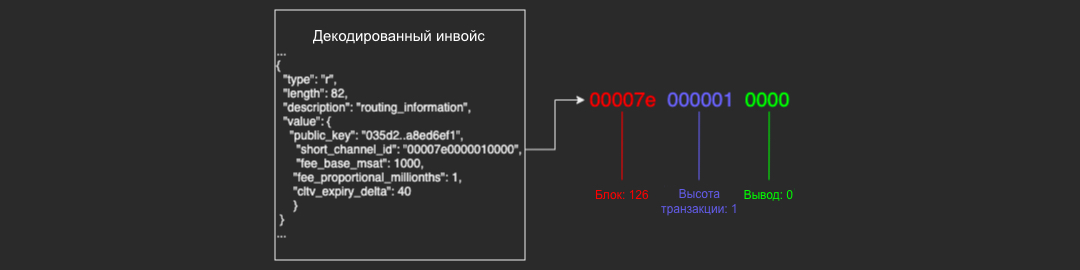 Декодированный инвойс
...
{
"type": "r",
"length": 82,
"description": "routing_information",
"value": {
"public_key": "035d2..a8ed6ef1",
"short_channel_id": "00007e0000010000",
"fee_base_msat": 1000,
"fee_proportional_millionths": 1,
"cltv_expiry_delta": 40
}
}
...
00007e 000001 0000
Блок: 126
Высота
транзакции: 1
Вывод: 0